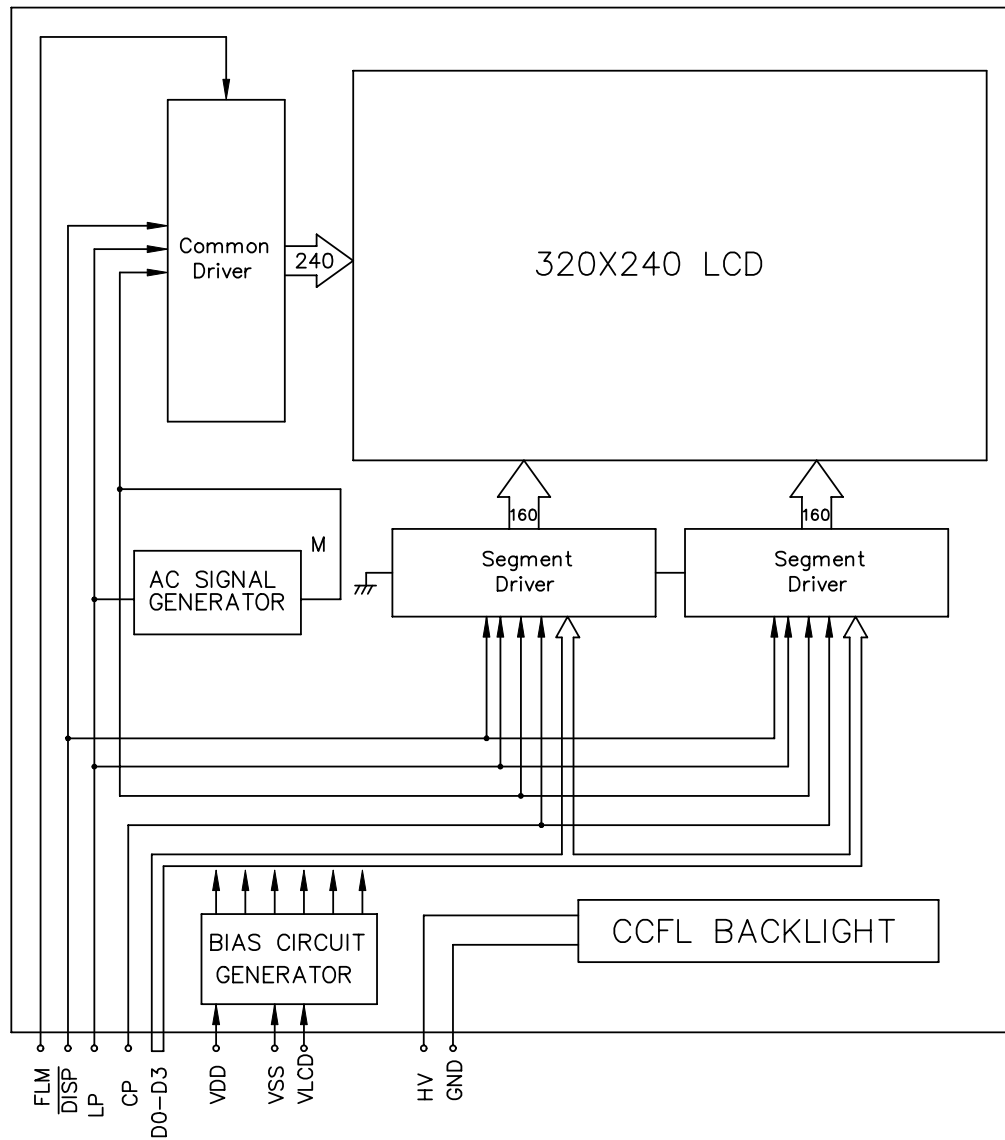 Common
Driver
240
320X240 LCD
160
160
M
AC SIGNAL
GENERATOR
Segment
Driver
Segment
Driver
BIAS CIRCUIT
GENERATOR
CCFL BACKLIGHT
FLM
DISP
LP
CP
D0-D3
VDD
VSS
VLCD
HV
GND